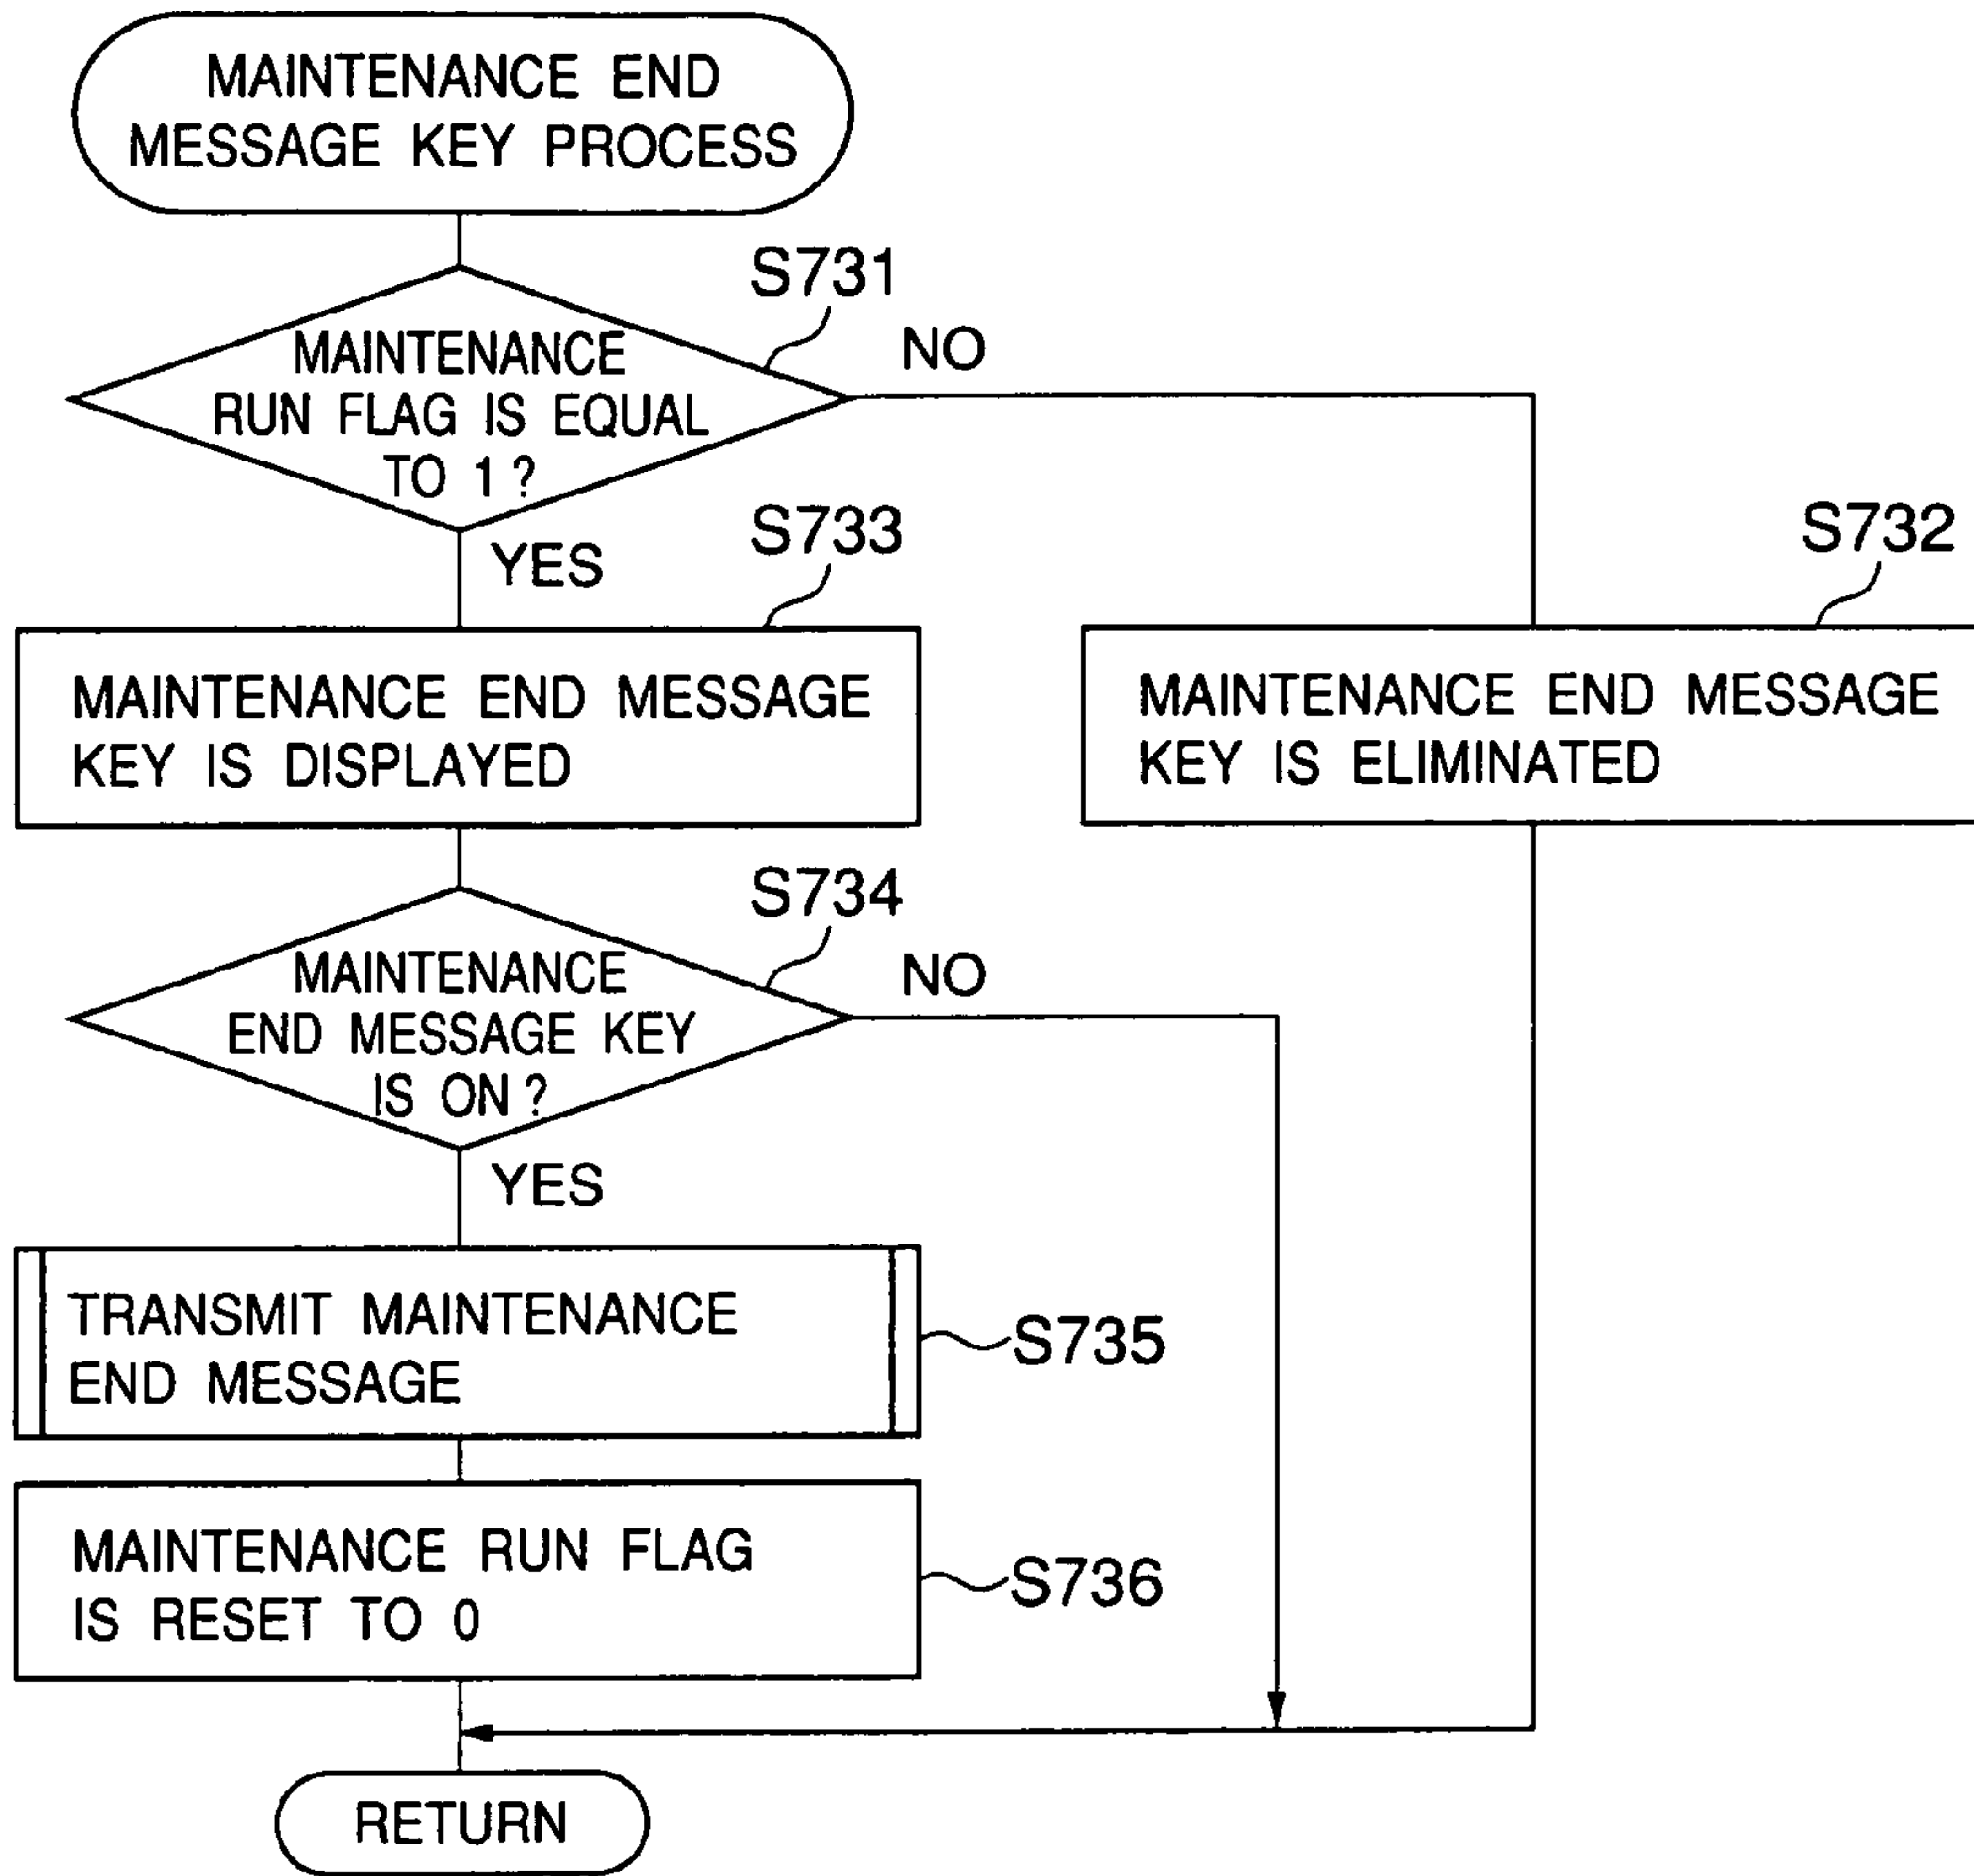 MAINTENANCE END
MESSAGE KEY PROCESS
S731
MAINTENANCE
RUN FLAG IS EQUAL
TO 1?
NO
YES
S733
MAINTENANCE END MESSAGE
KEY IS DISPLAYED
S732
MAINTENANCE END MESSAGE
KEY IS ELIMINATED
S734
MAINTENANCE
END MESSAGE KEY
IS ON?
NO
YES
TRANSMIT MAINTENANCE
END MESSAGE
S735
MAINTENANCE RUN FLAG
IS RESET TO 0
S736
RETURN